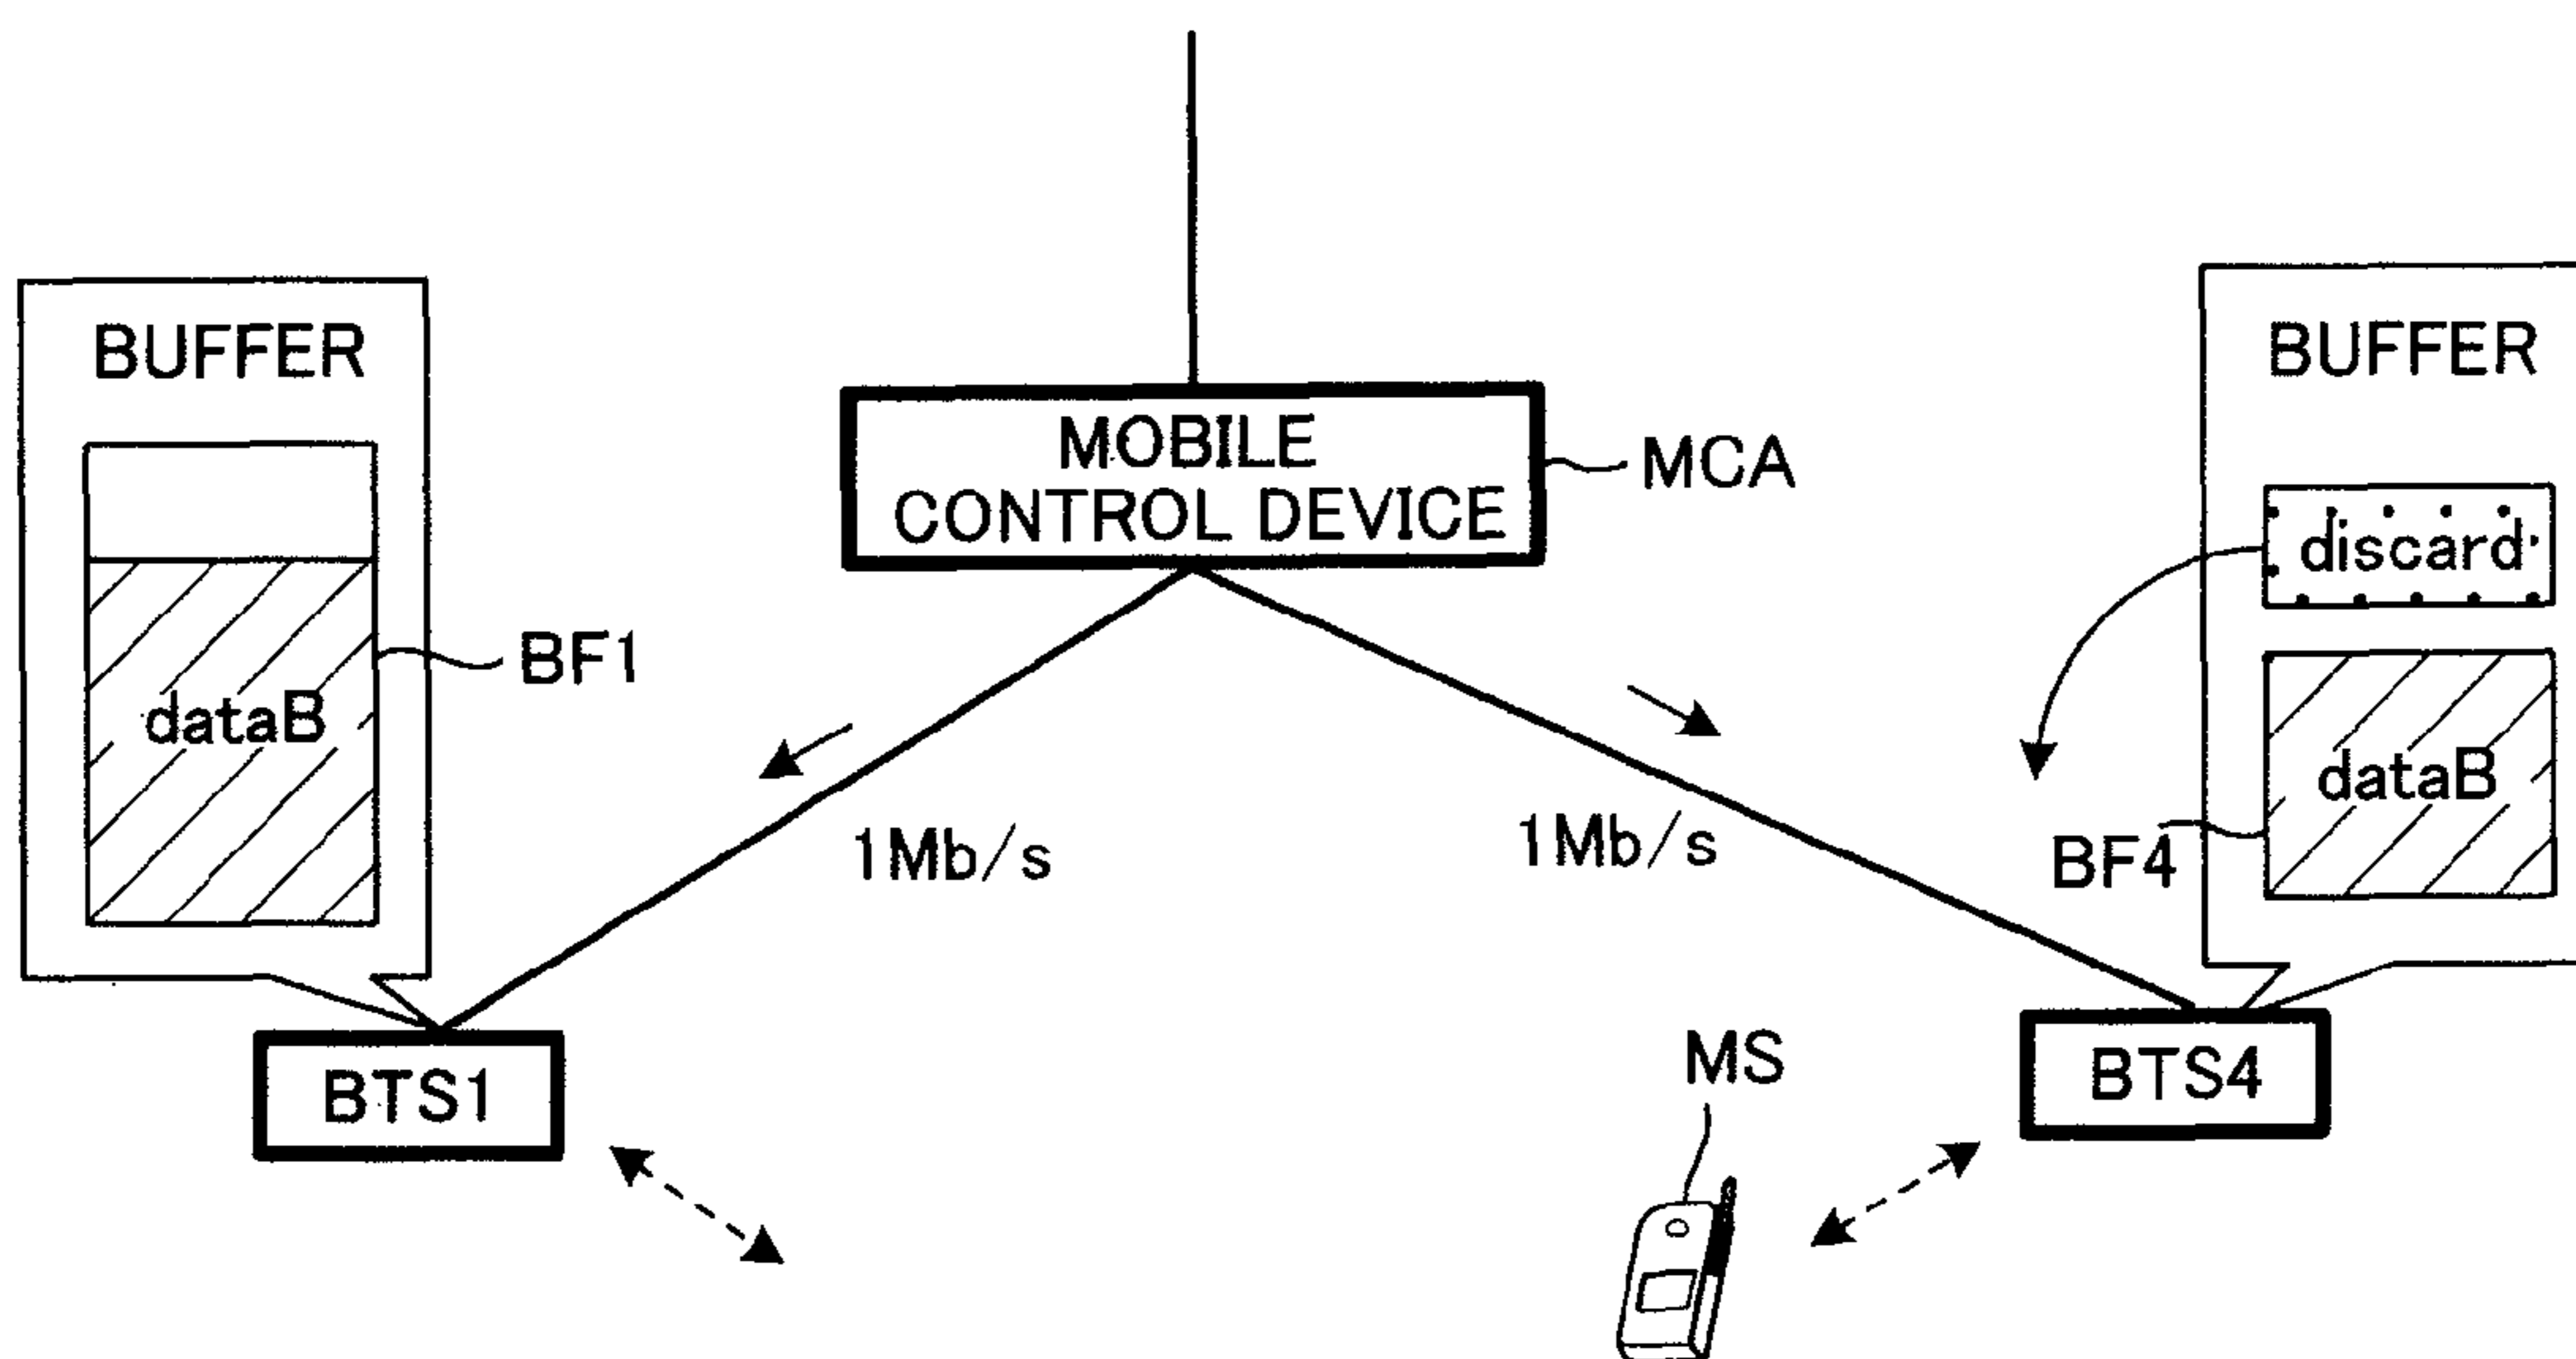 BUFFER
BUFFER
MOBILE
CONTROL DEVICE
MCA
discard
BF1
dataB
dataB
1Mb/s
1Mb/s
BF4
MS
BTS1
BTS4